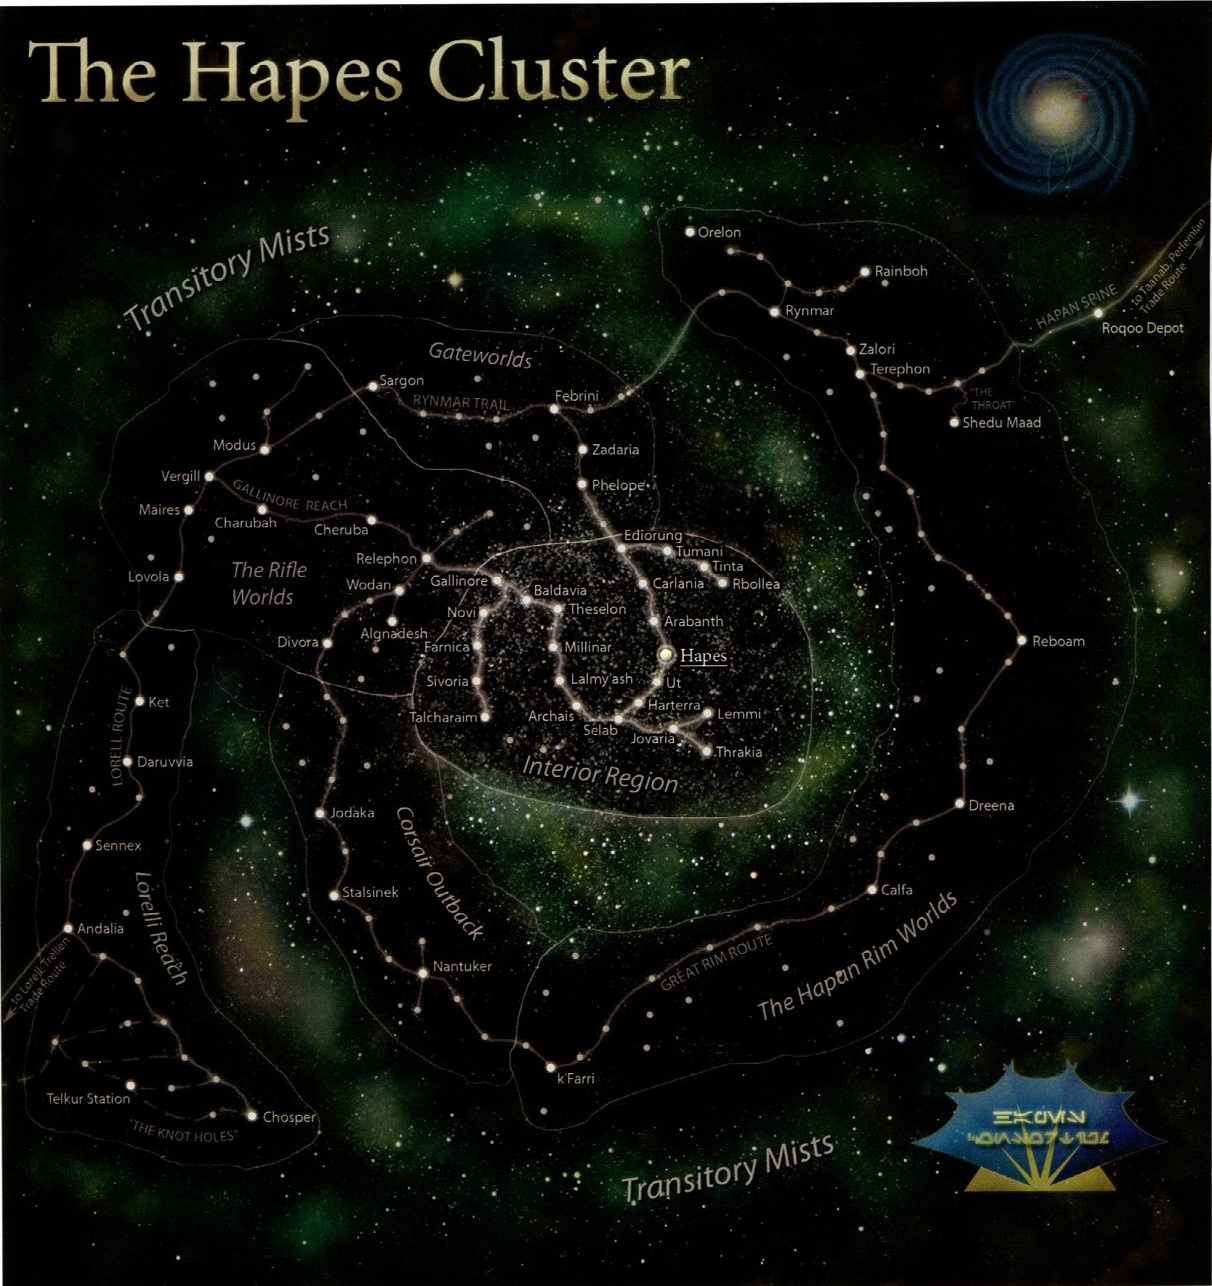 The Hapes Cluster
Transitory Mists
Orelon
Rainboh
Rynmar
HAPAN SPINE
to Taanab, Perlemian
Trade Route
Roqoo Depot
Zalori
Terephon
"THE
THROAT"
Shedu Maad
Gateworlds
Sargon
RYNMAR TRAIL
Febrini
Modus
Zadaria
Vergill
Phelope
GALLINORE REACH
Maires
Charubah
Cheruba
Ediorung
Relephon
Tumani
Tinta
Lovola
The Rifle
Worlds
Wodan
Gallinore
Baldavia
Carlania
Rbollea
Novi
Theselon
Algnadesh
Arabanth
Divora
Farnica
Millinar
Hapes
Reboam
Sivoria
Lalmy'ash
Ut
Ket
LORELL ROUTE
Talcharaim
Archais
Harterra
Selab
Lemmi
Jovaria
Thrakia
Daruvvia
Interior Region
Jodaka
Dreena
Corsair Outback
Sennex
Lorelli Reach
Stalsinek
Calfa
Andalia
to Lorell, Trellen
Trade Route
Nantuker
GREAT RIM ROUTE
The Hapan Rim Worlds
k'Farri
Telkur Station
Chosper
"THE KNOT HOLES"
Transitory Mists